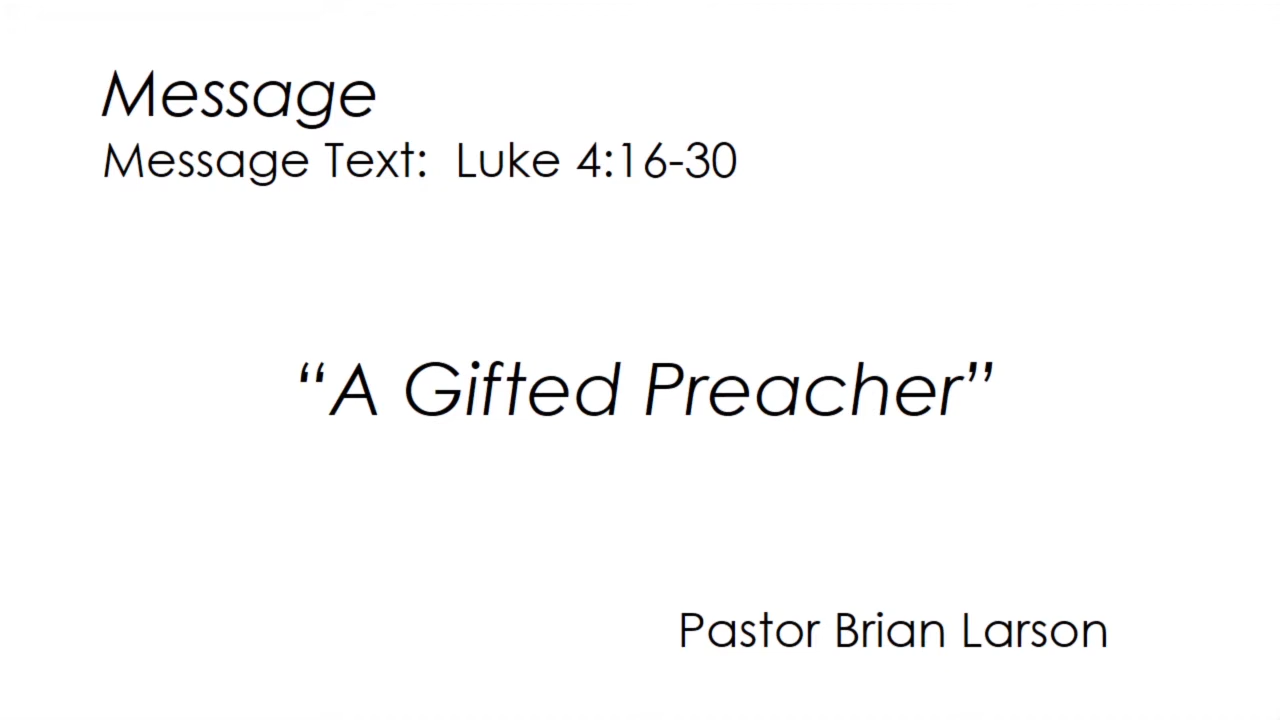 Message
Message Text:  Luke 4:16-30
“A Gifted Preacher”
Pastor Brian Larson